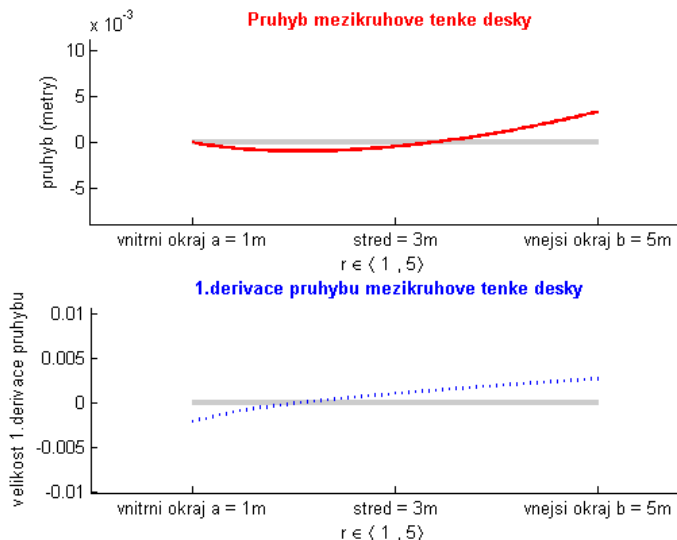 Pruhyb mezikruhove tenke desky
x 10^-3
10
5
0
-5
pruhyb (metry)
vnitrni okraj a = 1m stred = 3m vnejsi okraj b = 5m
r ∈ ⟨ 1 , 5⟩
1.derivace pruhybu mezikruhove tenke desky
0.01
0.005
0
-0.005
-0.01
velikost 1.derivace pruhybu
vnitrni okraj a = 1m stred = 3m vnejsi okraj b = 5m
r ∈ ⟨ 1 , 5⟩